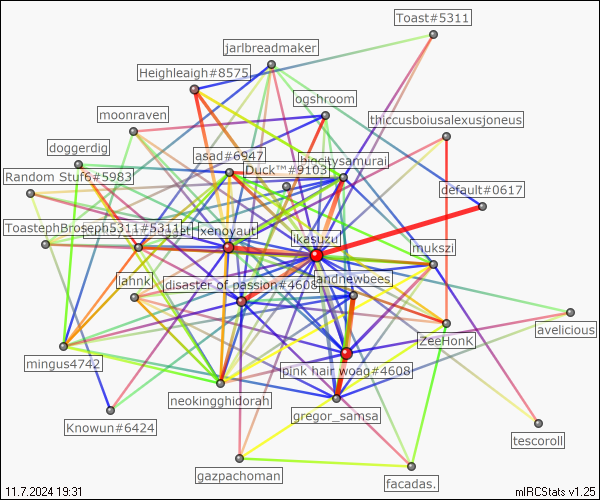 Toast#5311
jarlbreadmaker
Heighleaigh#8575
ogshroom
moonraven
thiccusboiusalexusjoneus
doggerdig
asad#6947
Duck™#9103
bigcitysamurai
Random Stuf6#5983
default#0617
ToastephBroseph5311#5311
xenoyaut
ikasuzu
mukszi
lahnk
disaster of passion#4608
andnewbees
avelicious
ZeeHonK
mingus4742
pink hair woag#4608
neokingghidorah
gregor_samsa
Knowun#6424
tescoroll
gazpachoman
facadas.
11.7.2024 19:31
mIRCStats v1.25